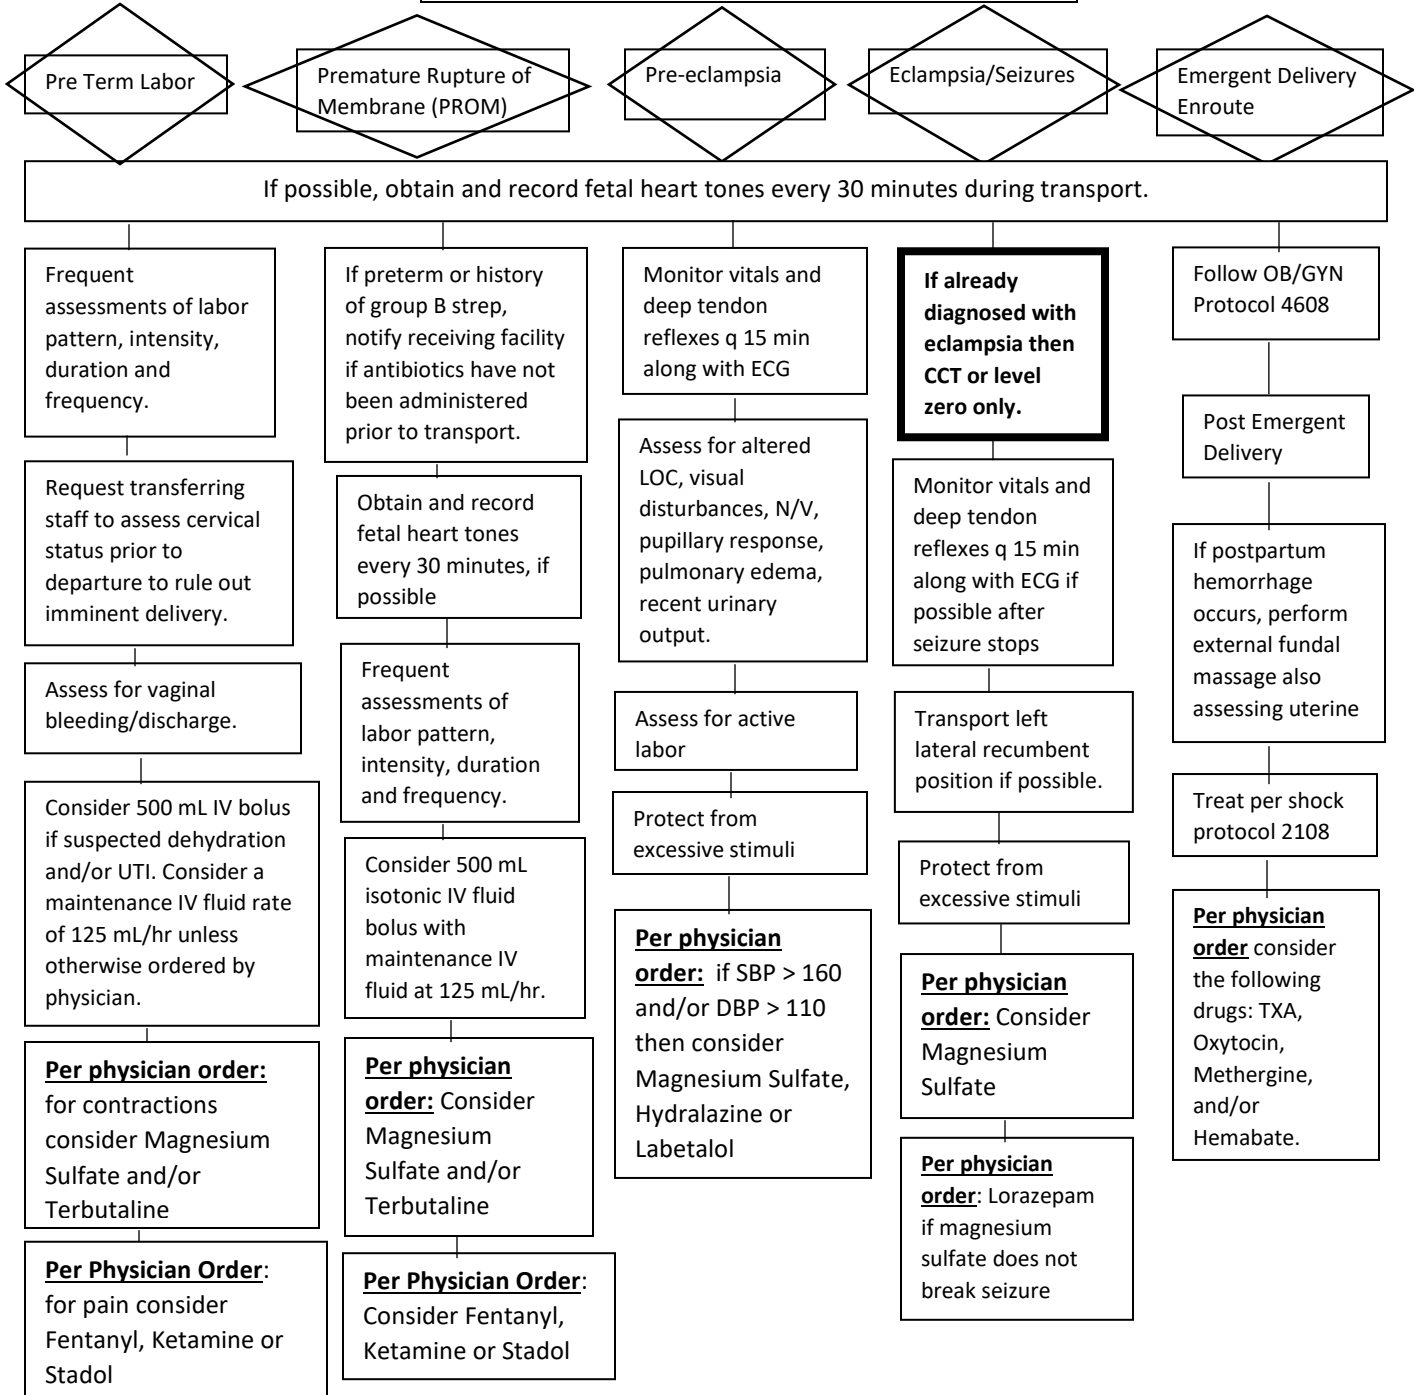 Pre Term Labor
Premature Rupture of
Membrane (PROM)
Pre-eclampsia
Eclampsia/Seizures
Emergent Delivery
Enroute
If possible, obtain and record fetal heart tones every 30 minutes during transport.
Frequent
assessments of labor
pattern, intensity,
duration and
frequency.
Request transferring
staff to assess cervical
status prior to
departure to rule out
imminent delivery.
Assess for vaginal
bleeding/discharge.
Consider 500 mL IV bolus
if suspected dehydration
and/or UTI. Consider a
maintenance IV fluid rate
of 125 mL/hr unless
otherwise ordered by
physician.
Per physician order:
for contractions
consider Magnesium
Sulfate and/or
Terbutaline
Per Physician Order:
for pain consider
Fentanyl, Ketamine or
Stadol
If preterm or history
of group B strep,
notify receiving facility
if antibiotics have not
been administered
prior to transport.
Obtain and record
fetal heart tones
every 30 minutes, if
possible
Frequent
assessments of
labor pattern,
intensity, duration
and frequency.
Consider 500 mL
isotonic IV fluid
bolus with
maintenance IV
fluid at 125 mL/hr.
Per physician
order: Consider
Magnesium
Sulfate and/or
Terbutaline
Per Physician Order:
Consider Fentanyl,
Ketamine or Stadol
Monitor vitals and
deep tendon
reflexes q 15 min
along with ECG
Assess for altered
LOC, visual
disturbances, N/V,
pupillary response,
pulmonary edema,
recent urinary
output.
Assess for active
labor
Protect from
excessive stimuli
Per physician
order: if SBP > 160
and/or DBP > 110
then consider
Magnesium Sulfate,
Hydralazine or
Labetalol
If already
diagnosed with
eclampsia then
CCT or level
zero only.
Monitor vitals and
deep tendon
reflexes q 15 min
along with ECG if
possible after
seizure stops
Transport left
lateral recumbent
position if possible.
Protect from
excessive stimuli
Per physician
order: Consider
Magnesium
Sulfate
Per physician
order: Lorazepam
if magnesium
sulfate does not
break seizure
Follow OB/GYN
Protocol 4608
Post Emergent
Delivery
If postpartum
hemorrhage
occurs, perform
external fundal
massage also
assessing uterine
Treat per shock
protocol 2108
Per physician
order consider
the following
drugs: TXA,
Oxytocin,
Methergine,
and/or
Hemabate.